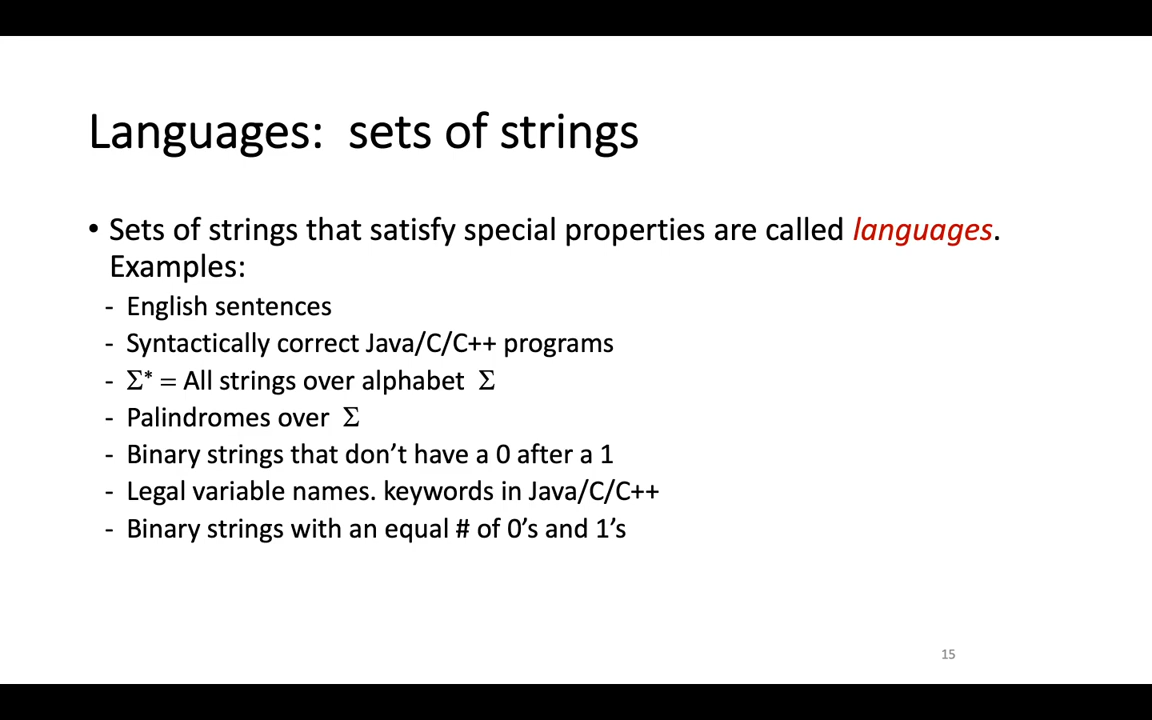 Languages: sets of strings
• Sets of strings that satisfy special properties are called languages.
Examples:
- English sentences
- Syntactically correct Java/C/C++ programs
- Σ* = All strings over alphabet Σ
- Palindromes over Σ
- Binary strings that don’t have a 0 after a 1
- Legal variable names. keywords in Java/C/C++
- Binary strings with an equal # of 0’s and 1’s
15